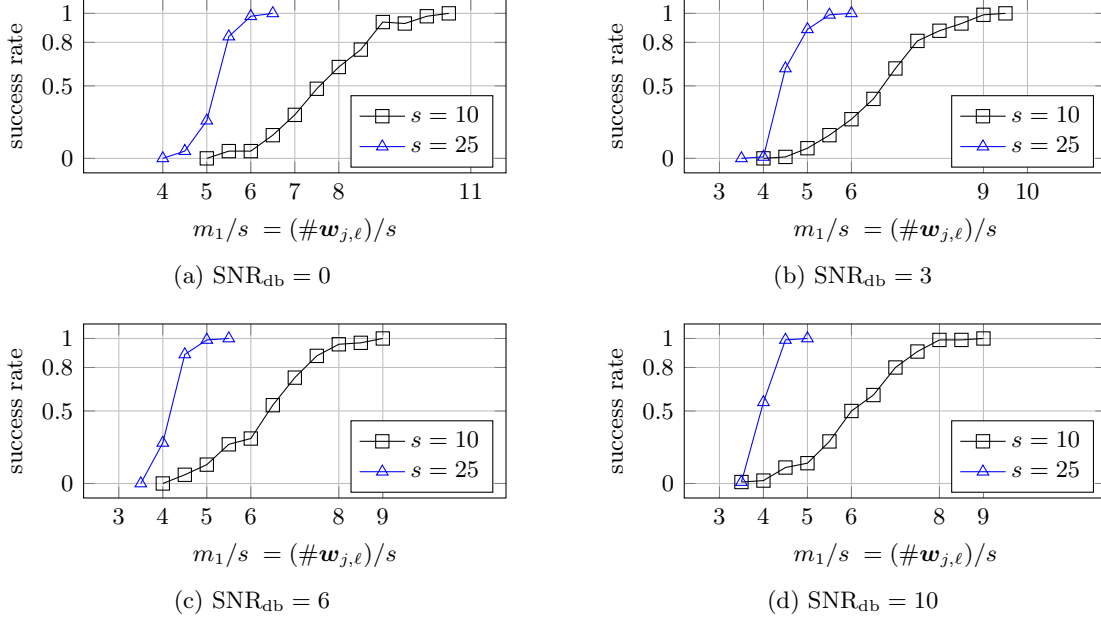 success rate
1
0.8
0.5
0
4 5 6 7 8 11
s = 10
s = 25
m₁/s = (#w_{j,ℓ})/s
(a) SNR_db = 0
success rate
1
0.8
0.5
0
3 4 5 6 9 10
s = 10
s = 25
m₁/s = (#w_{j,ℓ})/s
(b) SNR_db = 3
success rate
1
0.8
0.5
0
3 4 5 6 8 9
s = 10
s = 25
m₁/s = (#w_{j,ℓ})/s
(c) SNR_db = 6
success rate
1
0.8
0.5
0
3 4 5 6 8 9
s = 10
s = 25
m₁/s = (#w_{j,ℓ})/s
(d) SNR_db = 10